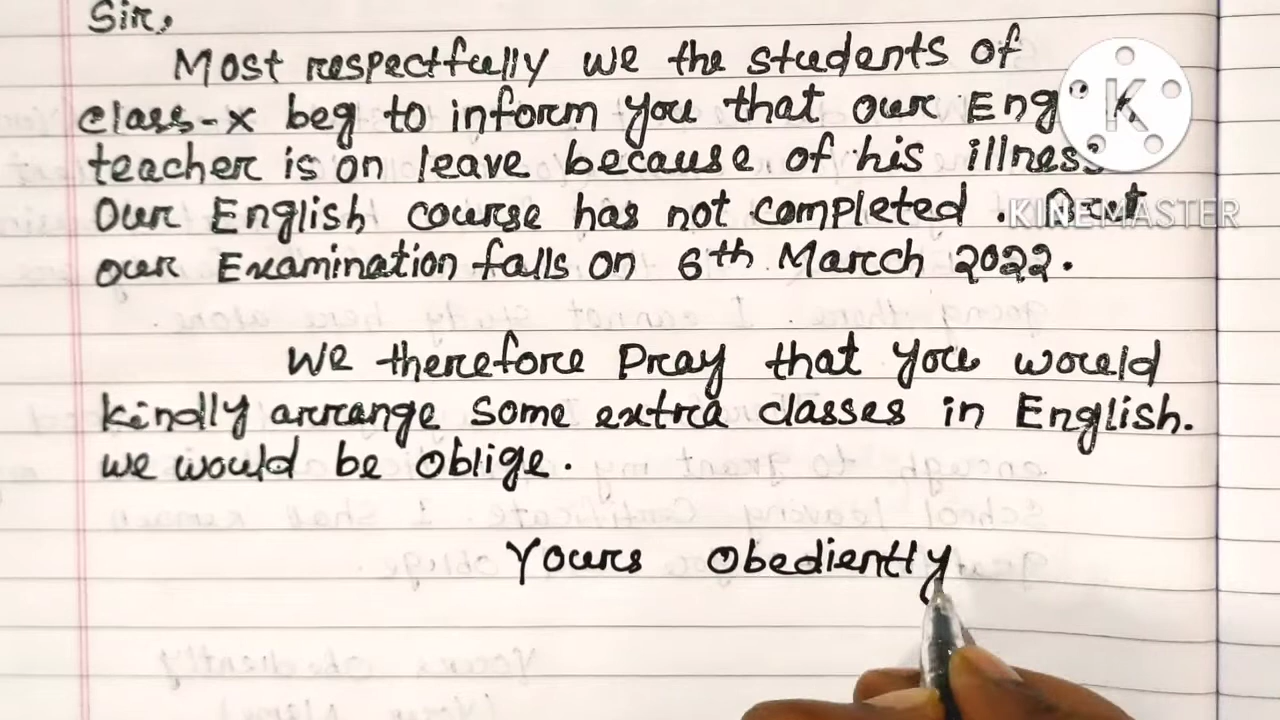 Sir,
Most respectfully we the students of
class-x beg to inform you that our Eng
teacher is on leave because of his illness
Our English course has not completed . But
our Examination falls on 6th March 2022.
We therefore Pray that you would
kindly arrange some extra classes in English.
we would be oblige.
Yours Obediently
K
KINEMASTER